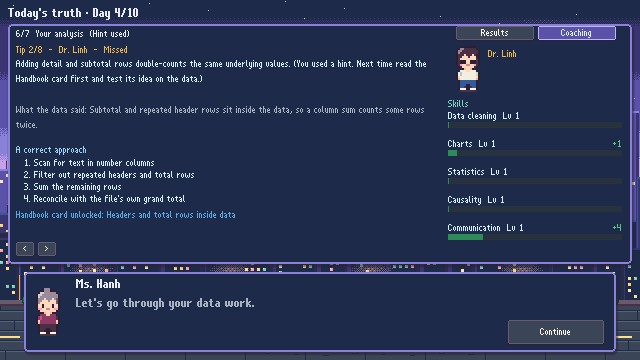 Today's truth · Day 4/10
6/7 Your analysis (Hint used)
Results
Coaching
Tip 2/8 - Dr. Linh - Missed
Adding detail and subtotal rows double-counts the same underlying values. (You used a hint. Next time read the
Handbook card first and test its idea on the data.)
What the data said: Subtotal and repeated header rows sit inside the data, so a column sum counts some rows
twice.
A correct approach
1. Scan for text in number columns
2. Filter out repeated headers and total rows
3. Sum the remaining rows
4. Reconcile with the file's own grand total
Handbook card unlocked: Headers and total rows inside data
< >
Dr. Linh
Skills
Data cleaning Lv 1
Charts Lv 1 +1
Statistics Lv 1
Causality Lv 1
Communication Lv 1 +4
Ms. Hanh
Let's go through your data work.
Continue